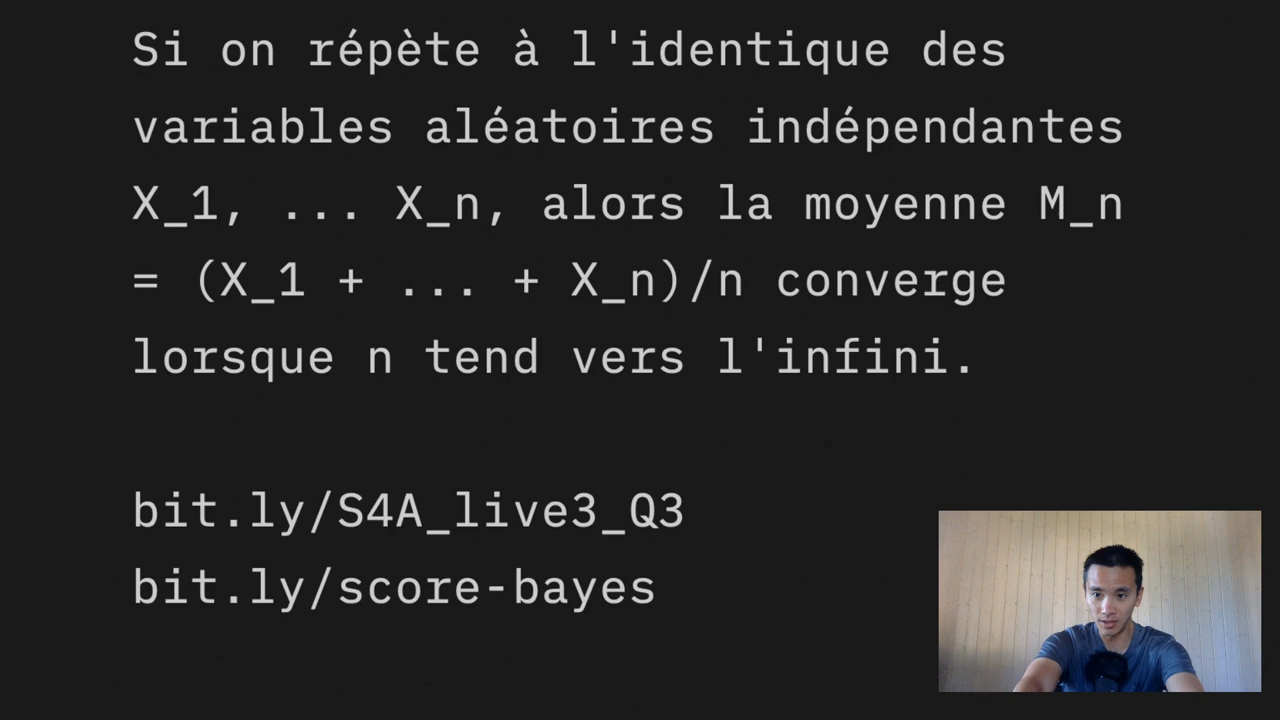 Si on répète à l'identique des
variables aléatoires indépendantes
X_1, ... X_n, alors la moyenne M_n
= (X_1 + ... + X_n)/n converge
lorsque n tend vers l'infini.
bit.ly/S4A_live3_Q3
bit.ly/score-bayes